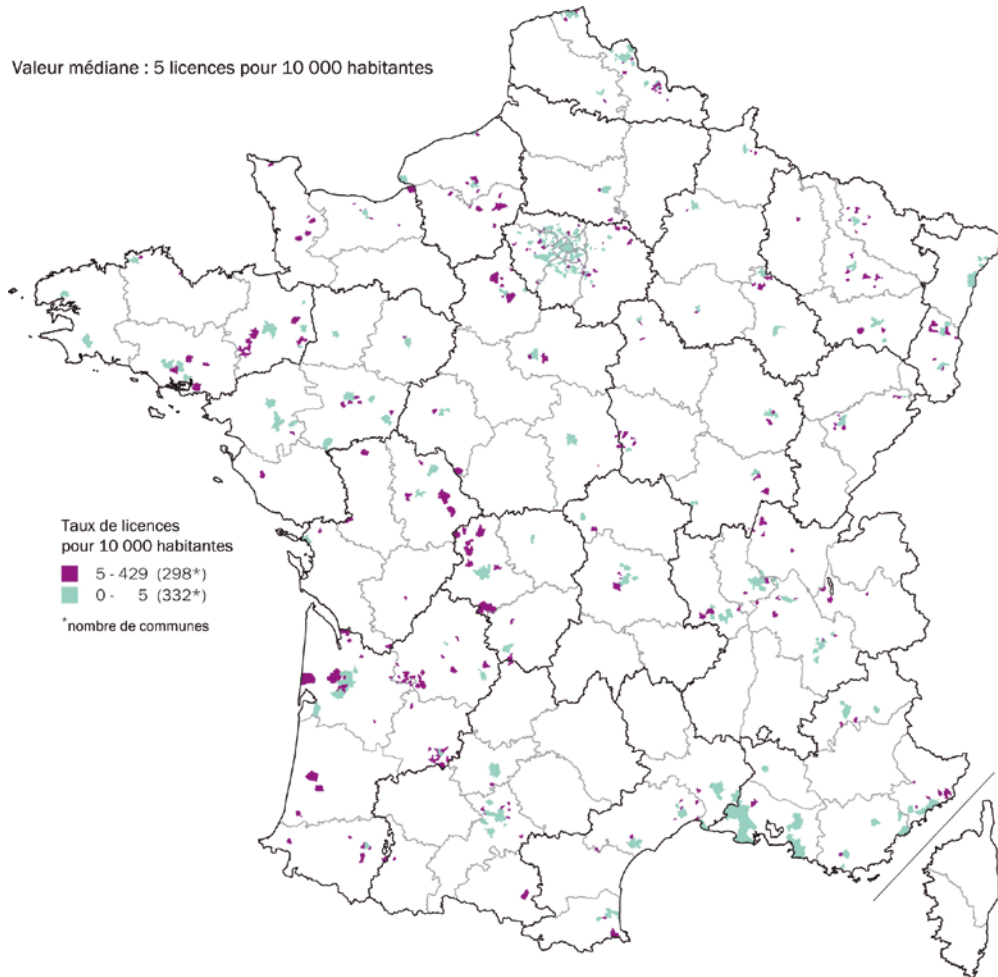 Valeur médiane : 5 licences pour 10 000 habitantes
Taux de licences
pour 10 000 habitantes
5 - 429 (298*)
0 - 5 (332*)
*nombre de communes